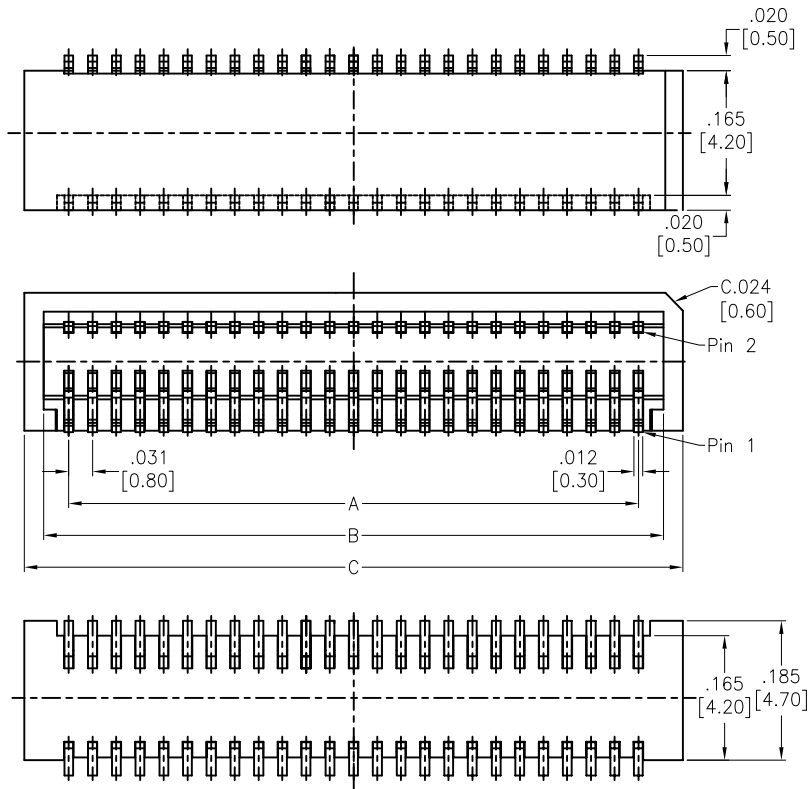 .020
[0.50]
.165
[4.20]
.020
[0.50]
C.024
[0.60]
Pin 2
Pin 1
.031
[0.80]
.012
[0.30]
A
B
C
.165
[4.20]
.185
[4.70]